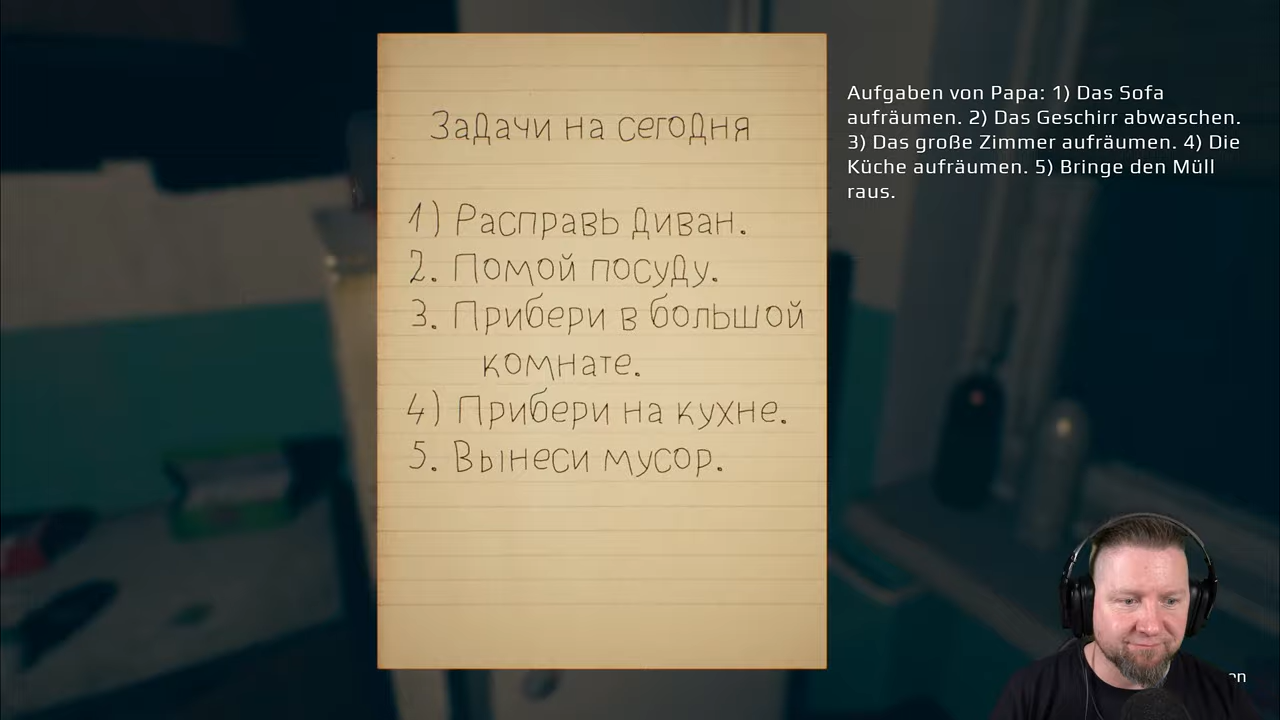 Задачи на сегодня
1) Расправь диван.
2. Помой посуду.
3. Прибери в большой
комнате.
4) Прибери на кухне.
5. Вынеси мусор.
Aufgaben von Papa: 1) Das Sofa
aufräumen. 2) Das Geschirr abwaschen.
3) Das große Zimmer aufräumen. 4) Die
Küche aufräumen. 5) Bringe den Müll
raus.
en